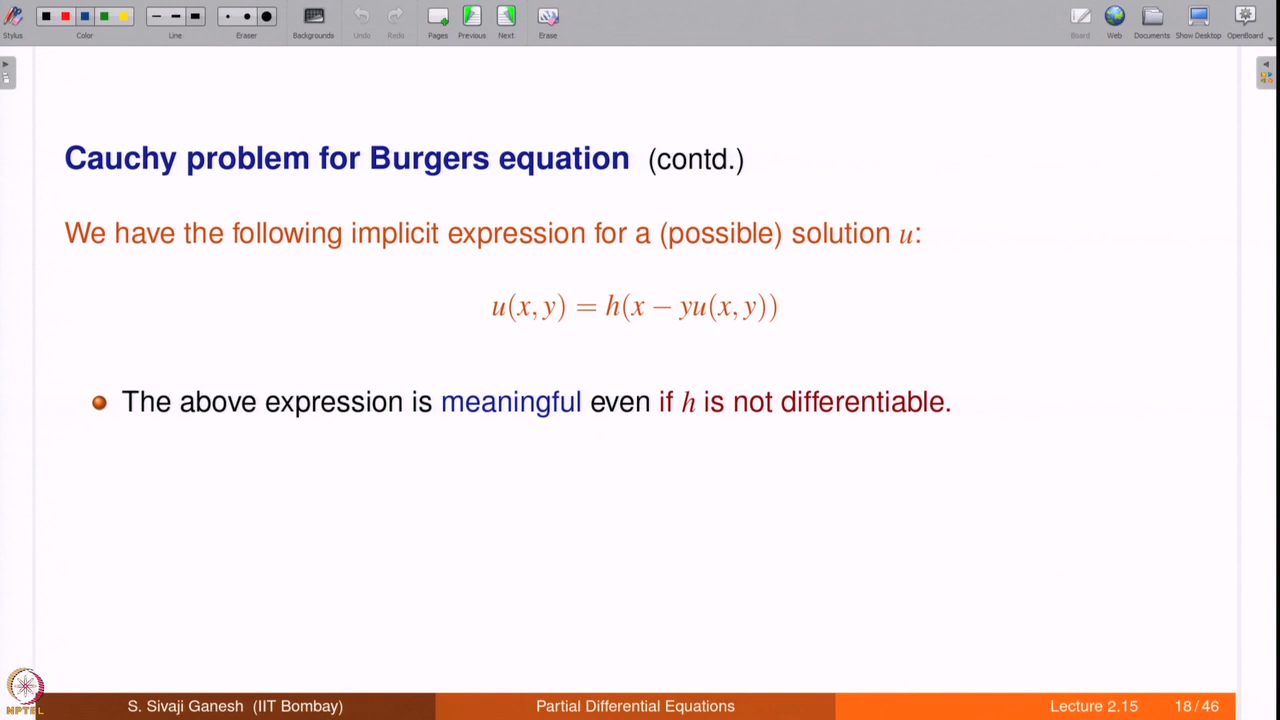 Stylus
Color
Line
Eraser
Backgrounds
Undo
Redo
Pages
Previous
Next
Erase
Board
Web
Documents
Show Desktop
OpenBoard
Cauchy problem for Burgers equation (contd.)
We have the following implicit expression for a (possible) solution u:
u(x, y) = h(x − yu(x, y))
The above expression is meaningful even if h is not differentiable.
NPTEL
S. Sivaji Ganesh (IIT Bombay)
Partial Differential Equations
Lecture 2.15
18 / 46